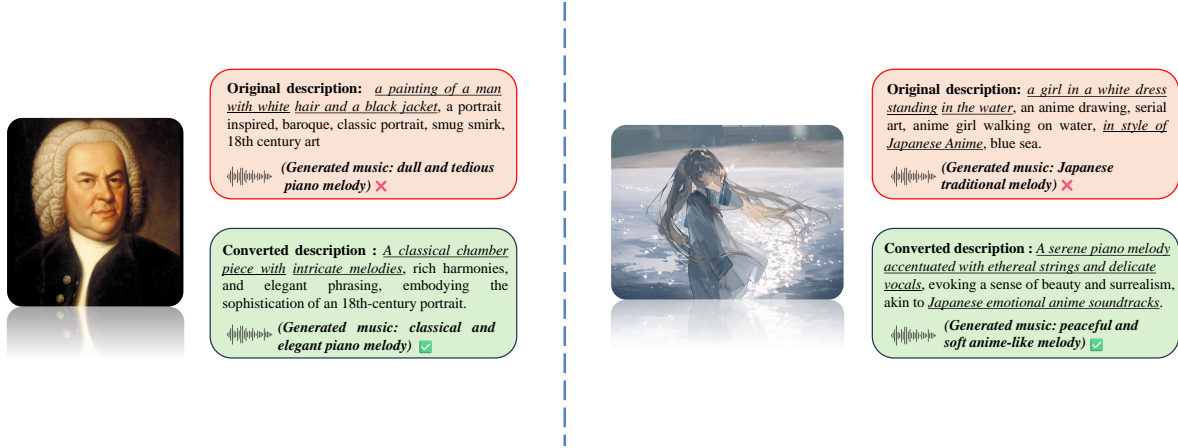 Original description: a painting of a man
with white hair and a black jacket, a portrait
inspired, baroque, classic portrait, smug smirk,
18th century art
(Generated music: dull and tedious
piano melody) ❌
Converted description : A classical chamber
piece with intricate melodies, rich harmonies,
and elegant phrasing, embodying the
sophistication of an 18th-century portrait.
(Generated music: classical and
elegant piano melody) ✅
Original description: a girl in a white dress
standing in the water, an anime drawing, serial
art, anime girl walking on water, in style of
Japanese Anime, blue sea.
(Generated music: Japanese
traditional melody) ❌
Converted description : A serene piano melody
accentuated with ethereal strings and delicate
vocals, evoking a sense of beauty and surrealism,
akin to Japanese emotional anime soundtracks.
(Generated music: peaceful and
soft anime-like melody) ✅